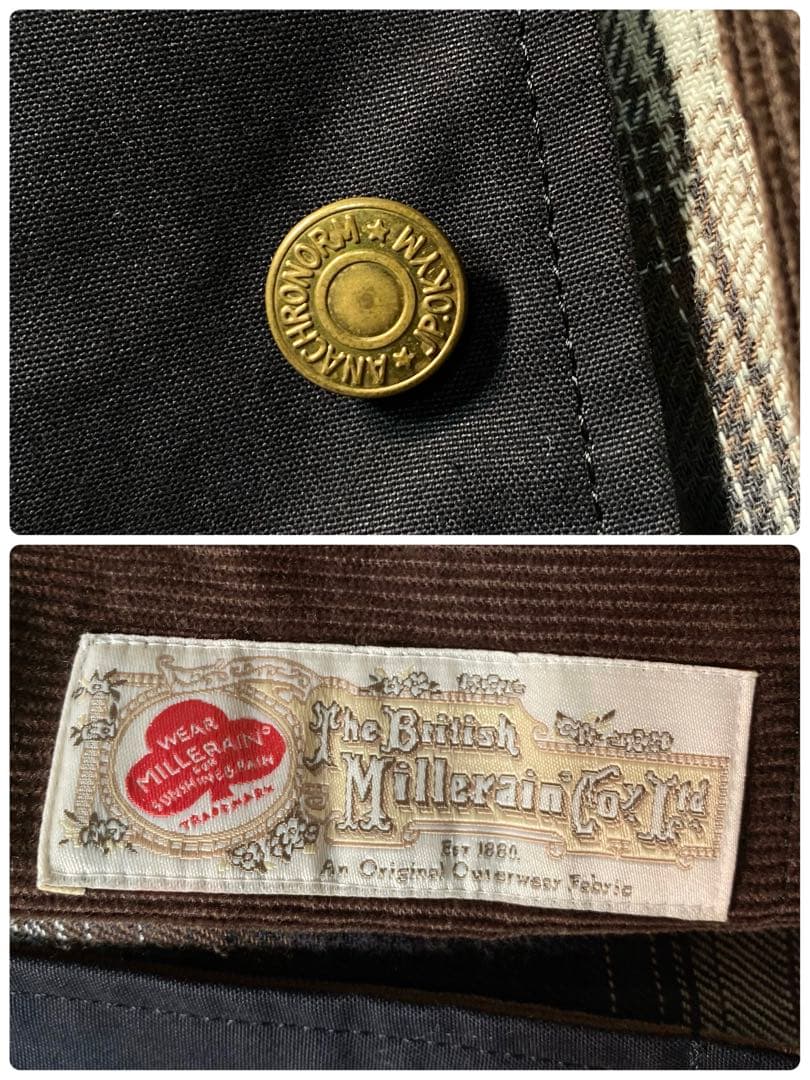 ANACHRONORM ★ JP.OKYM ★
WEAR
MILLERAIN
FOR
SUNSHINE & RAIN
TRADEMARK
The British
Millerain Coy Ltd
EST 1880.
An Original Outerwear Fabric